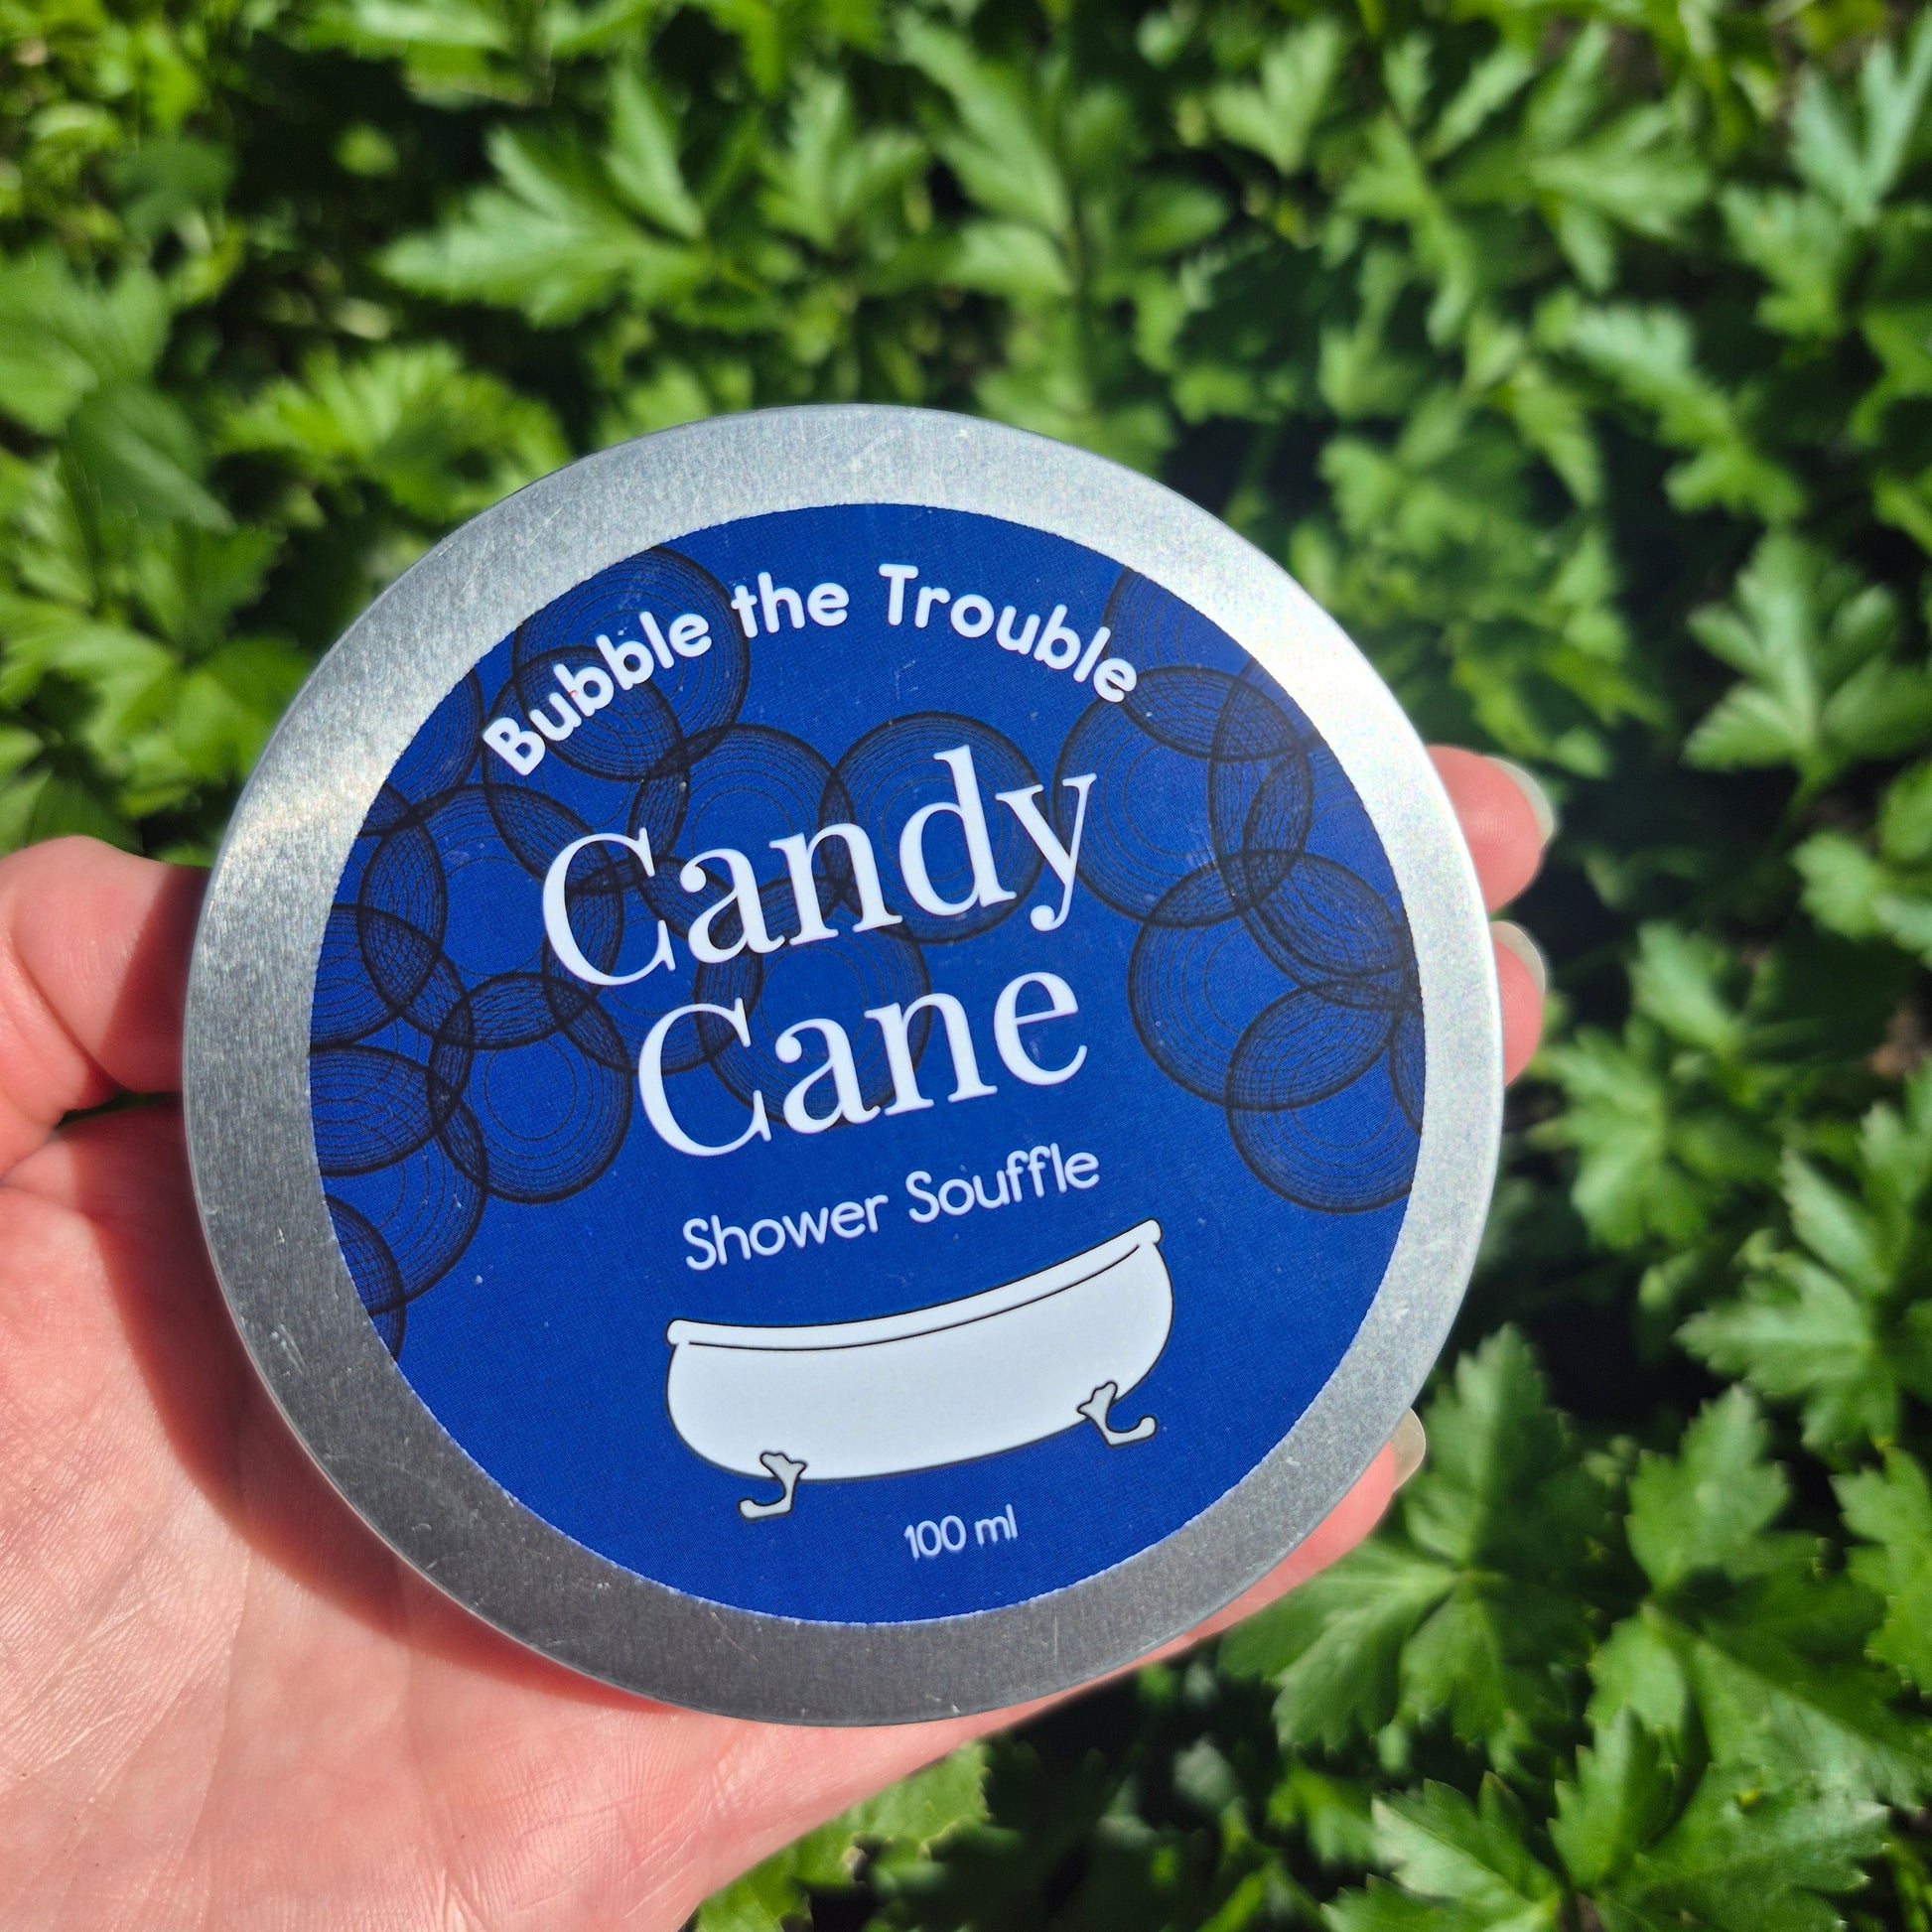 Bubble the Trouble
Candy
Cane
Shower Souffle
100 ml